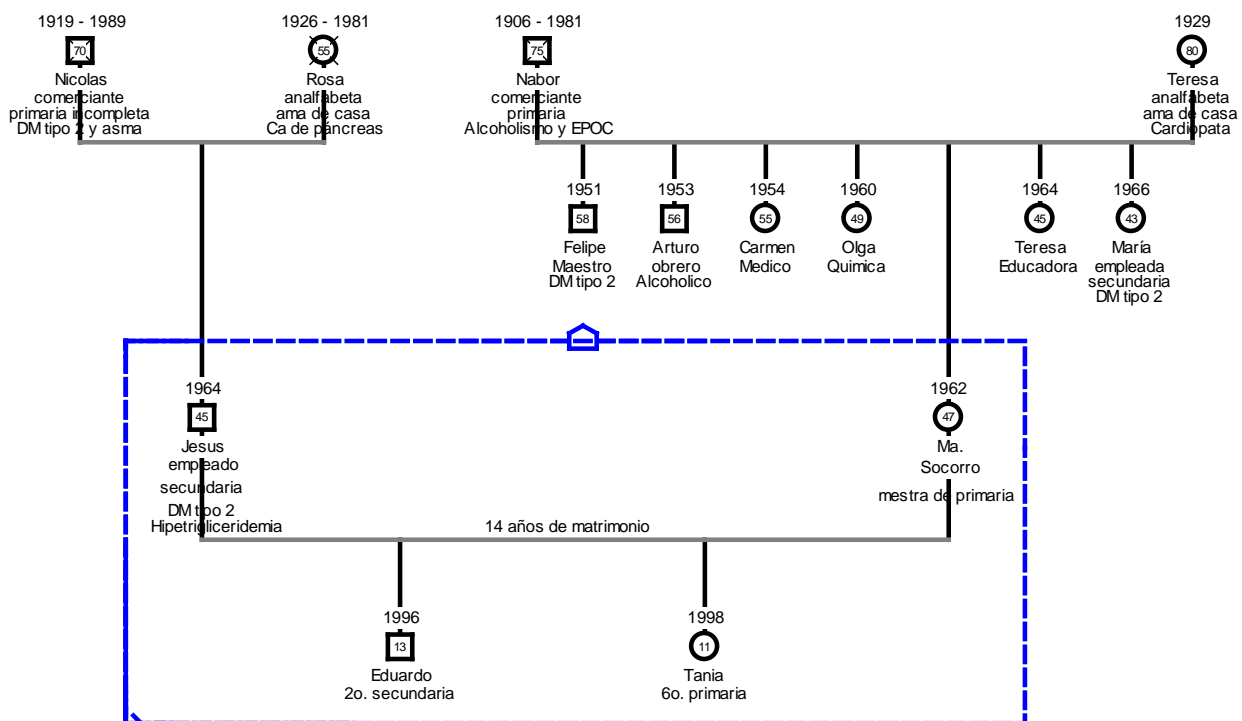 1919 - 1989
70
Nicolas
comerciante
primaria incompleta
DM tipo 2 y asma
1926 - 1981
55
Rosa
analfabeta
ama de casa
Ca de páncreas
1906 - 1981
75
Nabor
comerciante
primaria
Alcoholismo y EPOC
1929
80
Teresa
analfabeta
ama de casa
Cardiopata
1951
58
Felipe
Maestro
DM tipo 2
1953
56
Arturo
obrero
Alcoholico
1954
55
Carmen
Medico
1960
49
Olga
Quimica
1964
45
Teresa
Educadora
1966
43
María
empleada
secundaria
DM tipo 2
1964
45
Jesus
empleado
secundaria
DM tipo 2
Hipetrigliceridemia
1962
47
Ma.
Socorro
mestra de primaria
14 años de matrimonio
1996
13
Eduardo
2o. secundaria
1998
11
Tania
6o. primaria